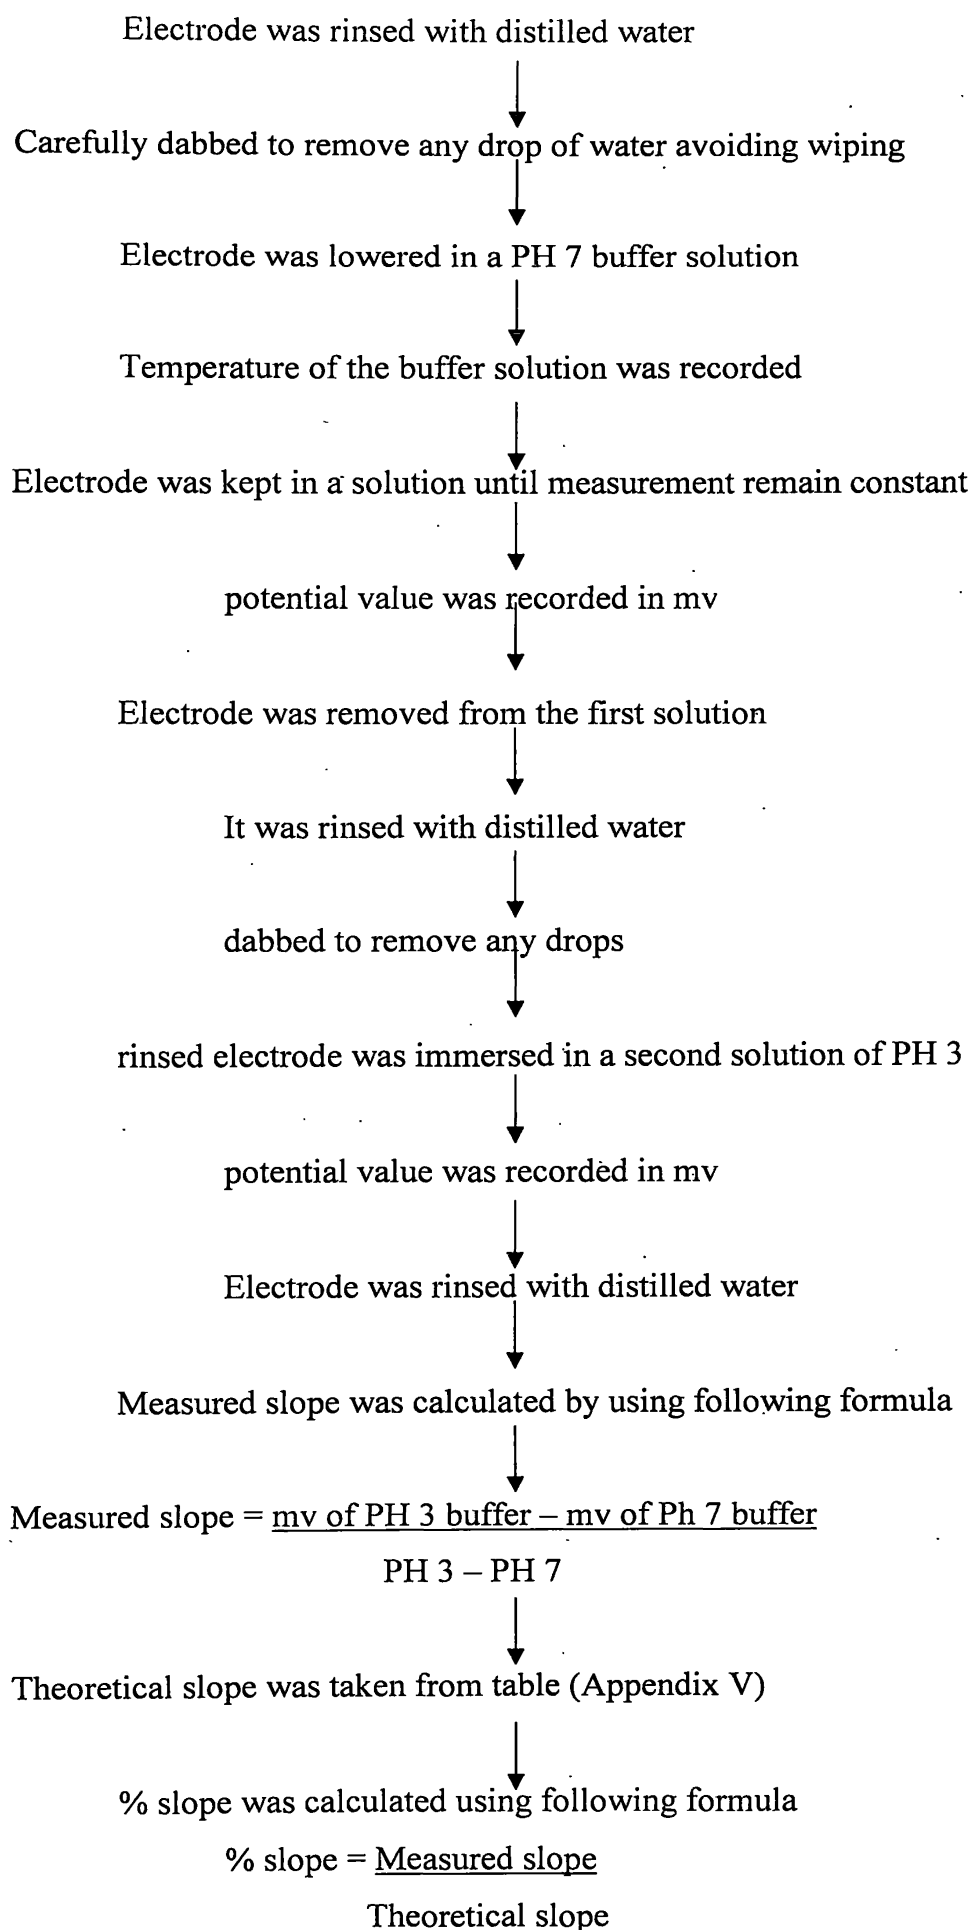 Electrode was rinsed with distilled water
Carefully dabbed to remove any drop of water avoiding wiping
Electrode was lowered in a PH 7 buffer solution
Temperature of the buffer solution was recorded
Electrode was kept in a solution until measurement remain constant
potential value was recorded in mv
Electrode was removed from the first solution
It was rinsed with distilled water
dabbed to remove any drops
rinsed electrode was immersed in a second solution of PH 3
potential value was recorded in mv
Electrode was rinsed with distilled water
Measured slope was calculated by using following formula
Measured slope = mv of PH 3 buffer – mv of Ph 7 buffer
PH 3 – PH 7
Theoretical slope was taken from table (Appendix V)
% slope was calculated using following formula
% slope = Measured slope
Theoretical slope